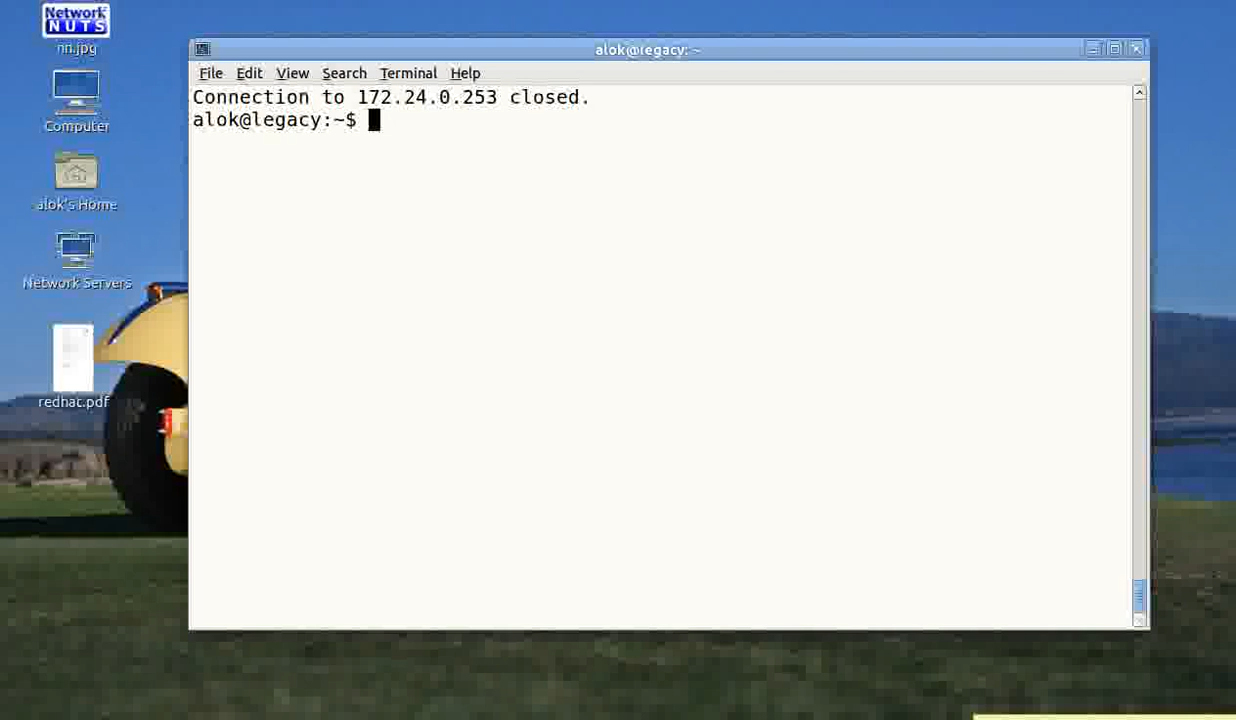 Network
NUTS
nn.jpg
Computer
alok's Home
Network Servers
redhat.pdf
alok@legacy: ~
File Edit View Search Terminal Help
Connection to 172.24.0.253 closed.
alok@legacy:~$